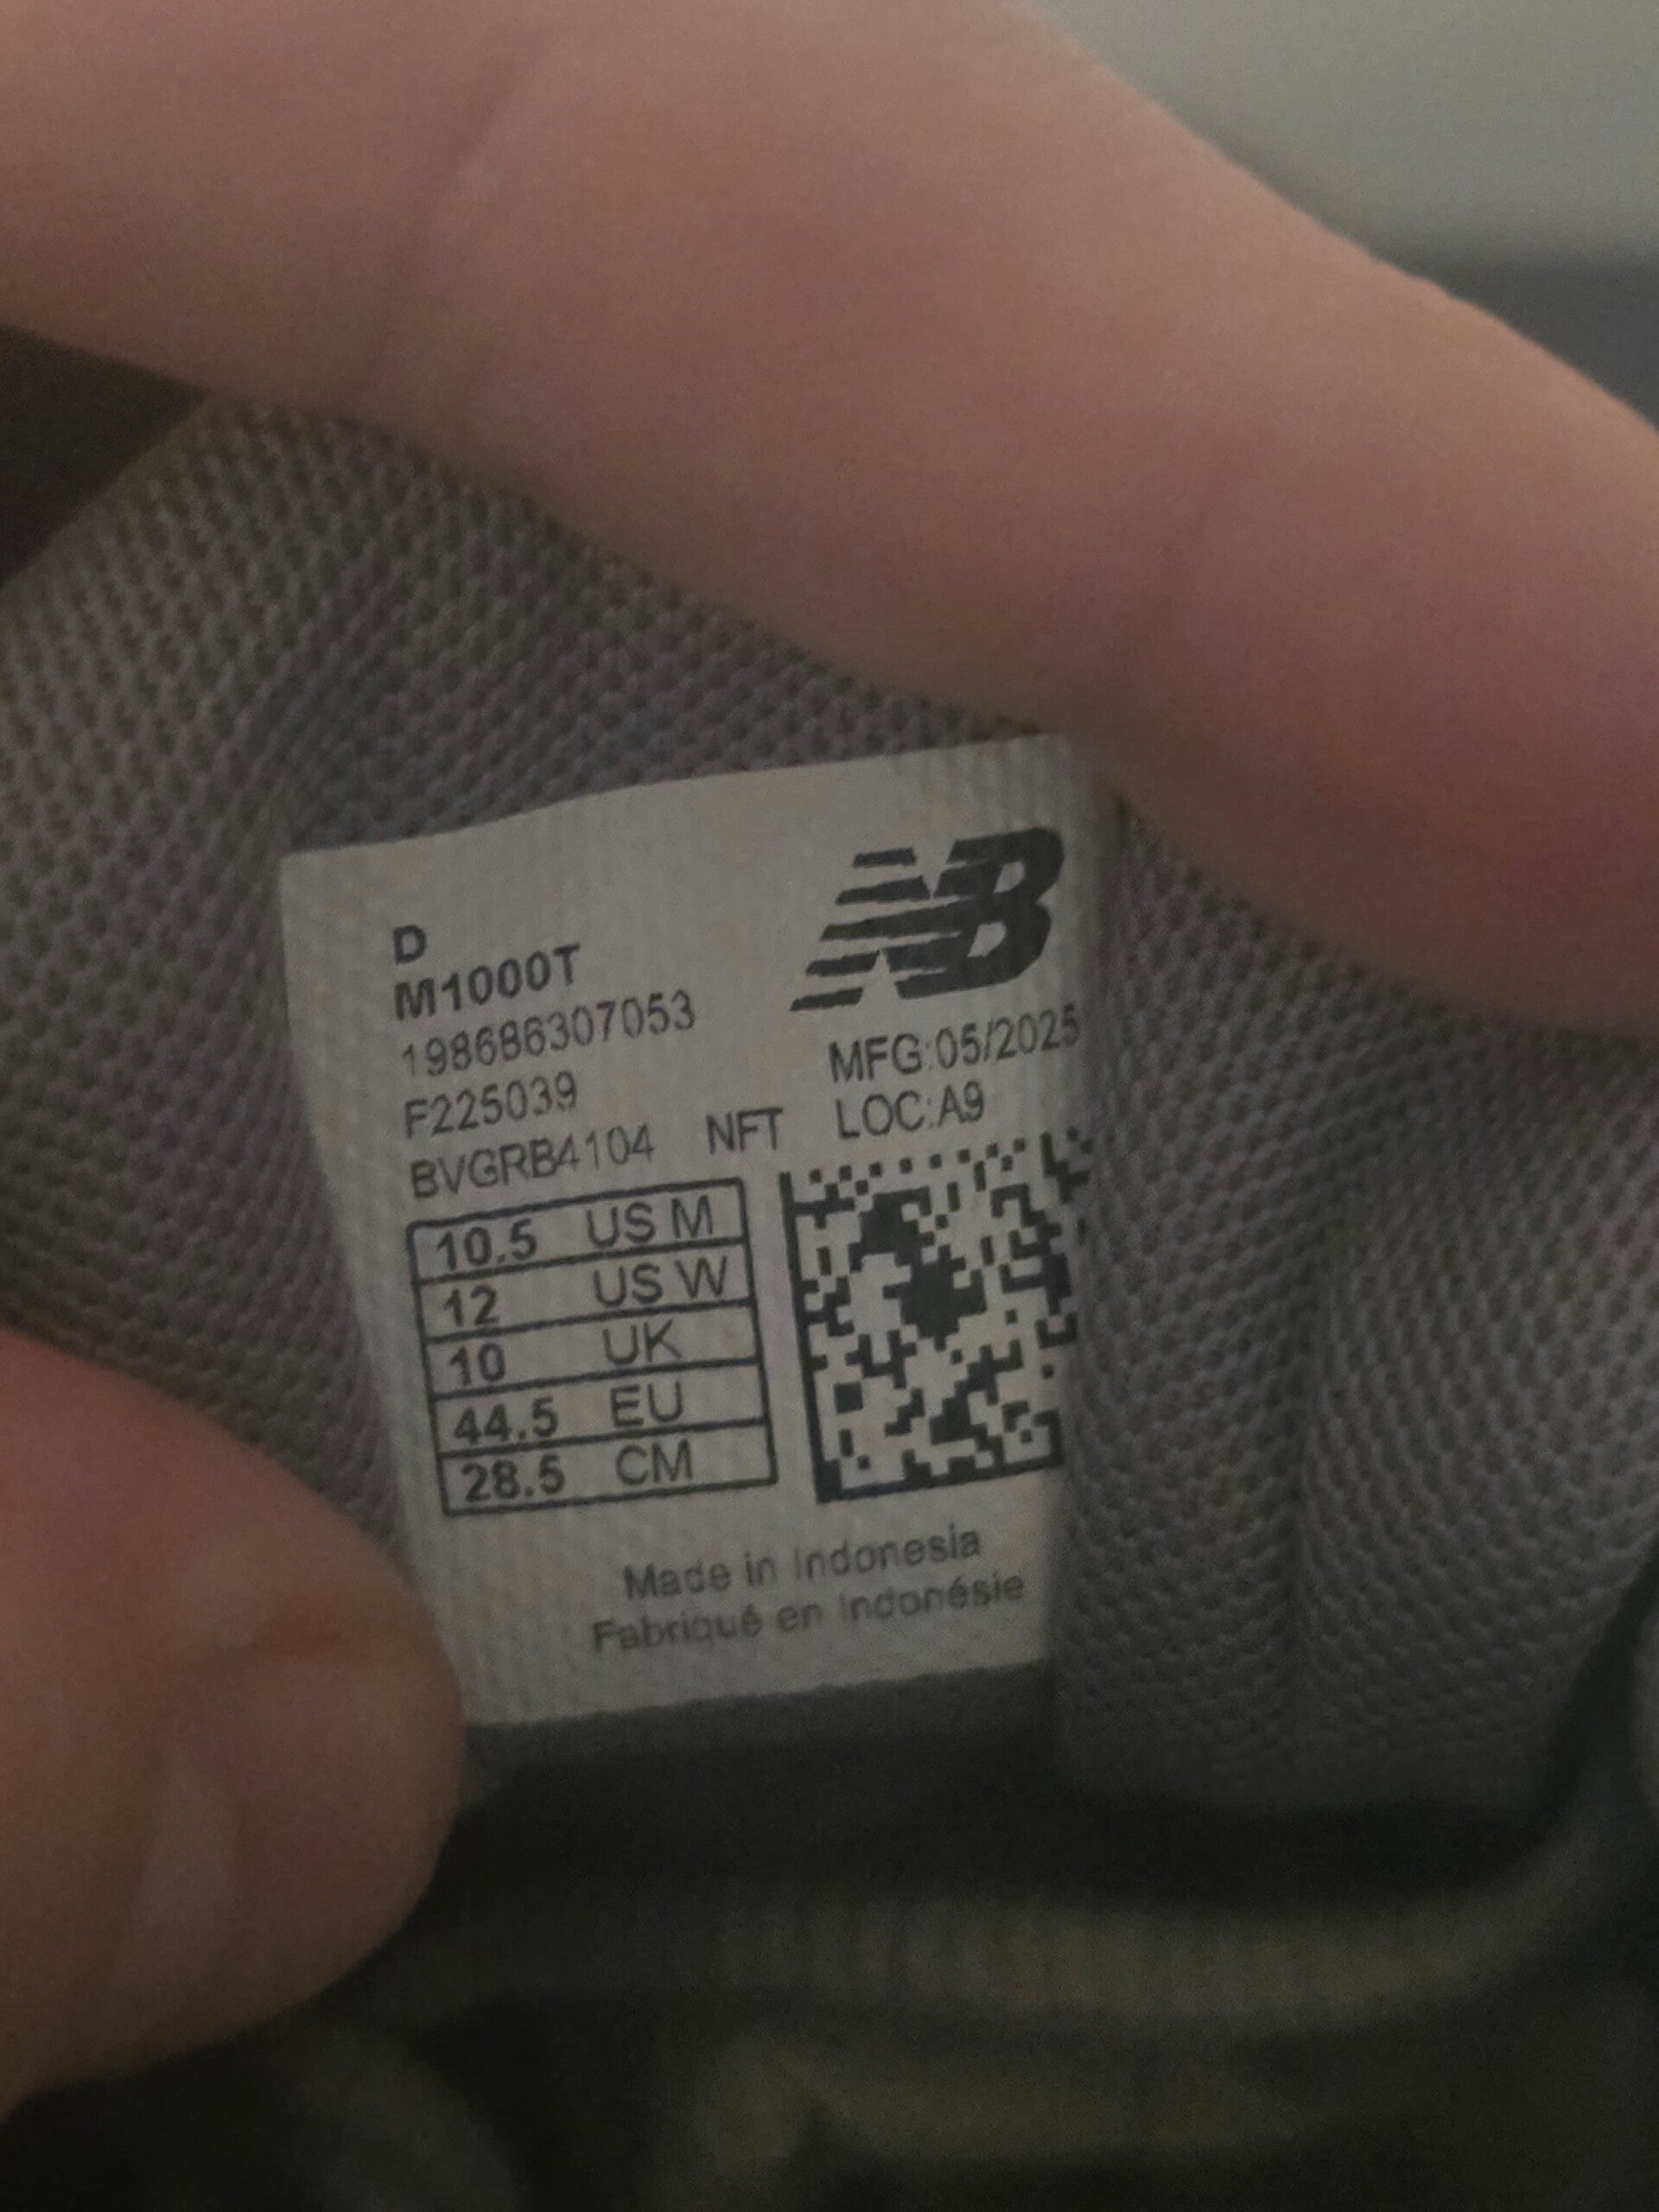 NB
D
M1000T
198686307053
MFG:05/2025
F225039
LOC:A9
BVGRB4104 NFT
10.5 US M
12 US W
10 UK
44.5 EU
28.5 CM
Made in Indonesia
Fabriqué en Indonésie